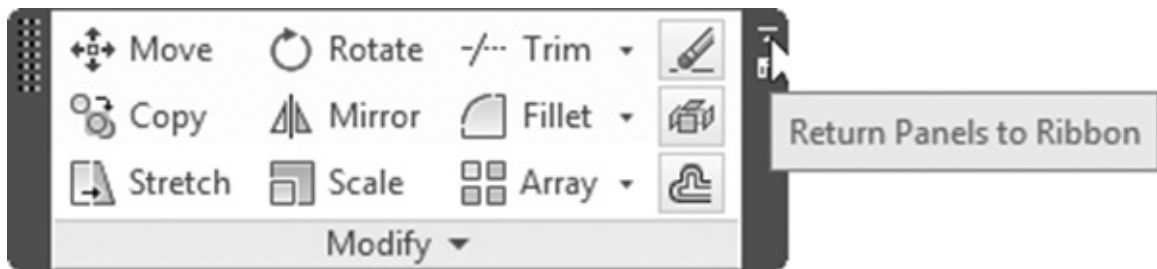 Move Rotate Trim
Copy Mirror Fillet
Return Panels to Ribbon
Stretch Scale Array
Modify